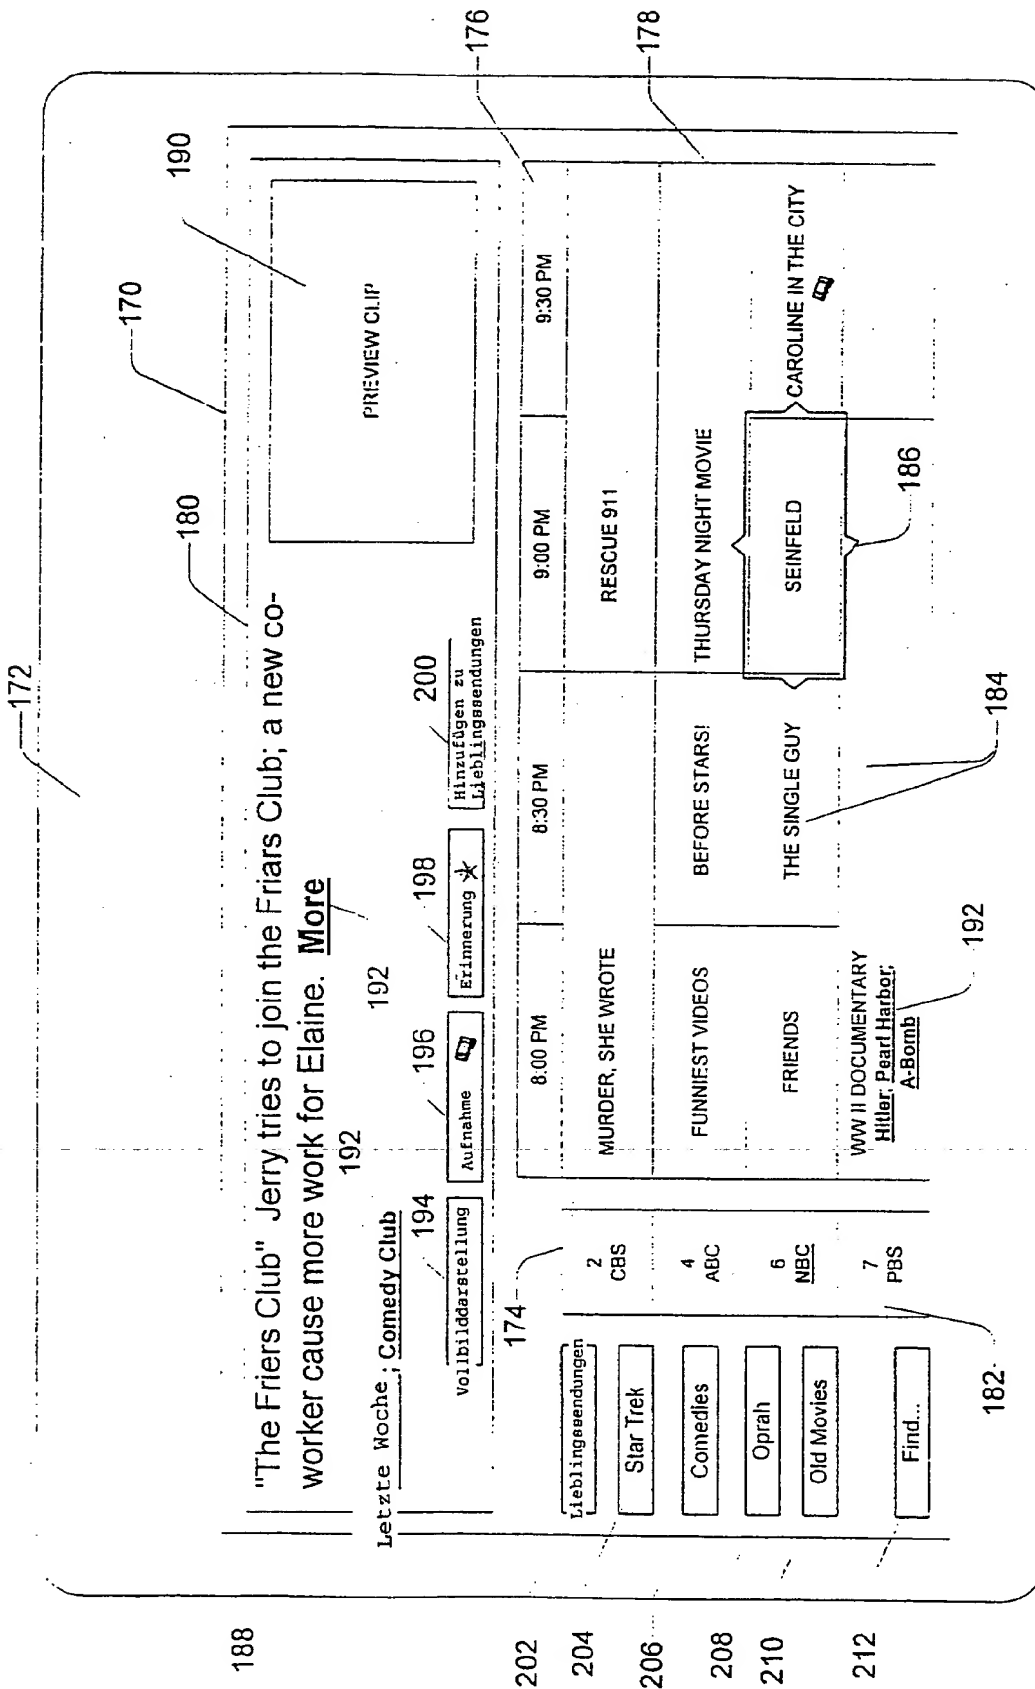 172
170
180
190
188
"The Friers Club" Jerry tries to join the Friars Club; a new co-
worker cause more work for Elaine. More
192
192
Letzte Woche ; Comedy Club
PREVIEW CLIP
194
196
198
200
Vollbilddarstellung
Aufnahme
Erinnerung
Hinzufügen zu
Lieblingssendungen
176
178
174
8:00 PM
8:30 PM
9:00 PM
9:30 PM
202
Lieblingssendungen
204
Star Trek
2
CBS
MURDER, SHE WROTE
RESCUE 911
206
Comedies
4
ABC
FUNNIEST VIDEOS
BEFORE STARS!
THURSDAY NIGHT MOVIE
208
Oprah
6
NBC
FRIENDS
THE SINGLE GUY
SEINFELD
CAROLINE IN THE CITY
210
Old Movies
7
PBS
WW II DOCUMENTARY
Hitler; Pearl Harbor;
A-Bomb
212
Find...
182
192
184
186